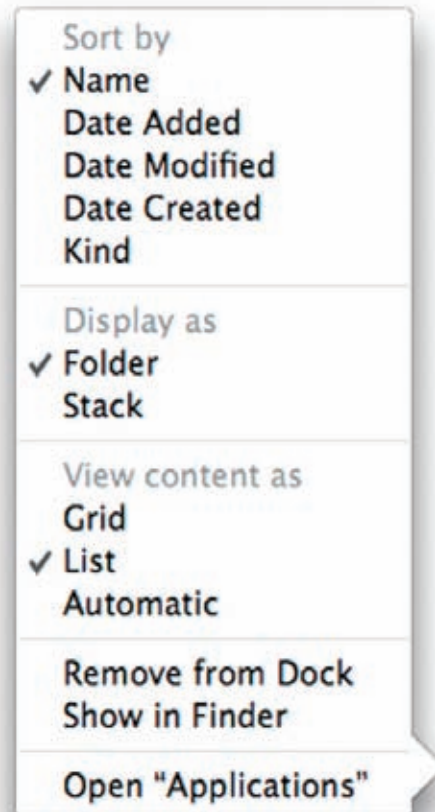 Sort by
✓ Name
Date Added
Date Modified
Date Created
Kind
Display as
✓ Folder
Stack
View content as
Grid
✓ List
Automatic
Remove from Dock
Show in Finder
Open “Applications”